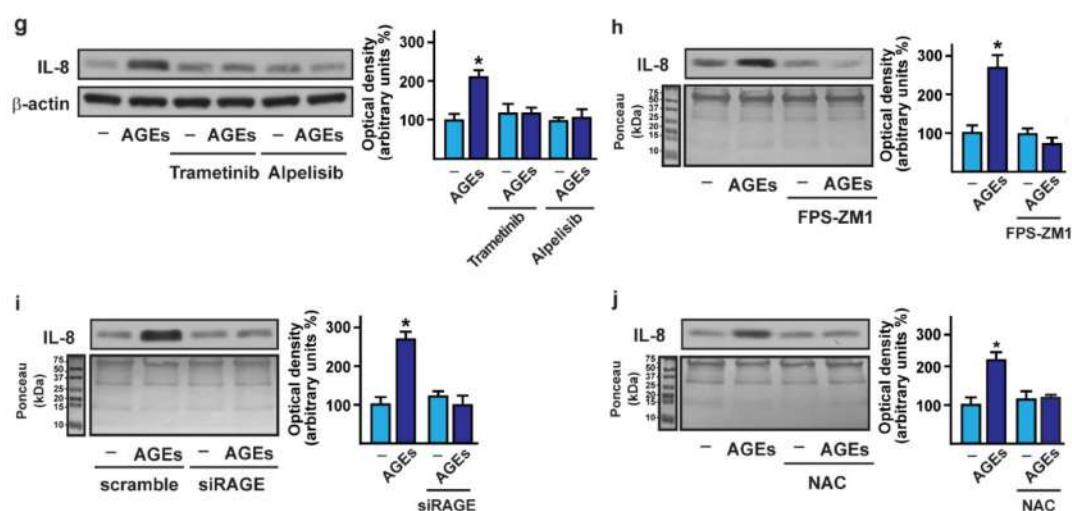 g
IL-8
β-actin
– AGEs – AGEs – AGEs
Trametinib Alpelisib
Optical density
(arbitrary units %)
300
200
100
*
– AGEs – AGEs – AGEs
Trametinib
Alpelisib
h
IL-8
Ponceau
(kDa)
75
50
37
25
20
15
10
– AGEs – AGEs
FPS-ZM1
Optical density
(arbitrary units %)
300
200
100
*
– AGEs – AGEs
FPS-ZM1
i
IL-8
Ponceau
(kDa)
75
50
37
25
20
15
10
– AGEs – AGEs
scramble siRAGE
Optical density
(arbitrary units %)
300
200
100
*
– AGEs – AGEs
siRAGE
j
IL-8
Ponceau
(kDa)
75
50
37
25
20
15
10
– AGEs – AGEs
NAC
Optical density
(arbitrary units %)
300
200
100
*
– AGEs – AGEs
NAC